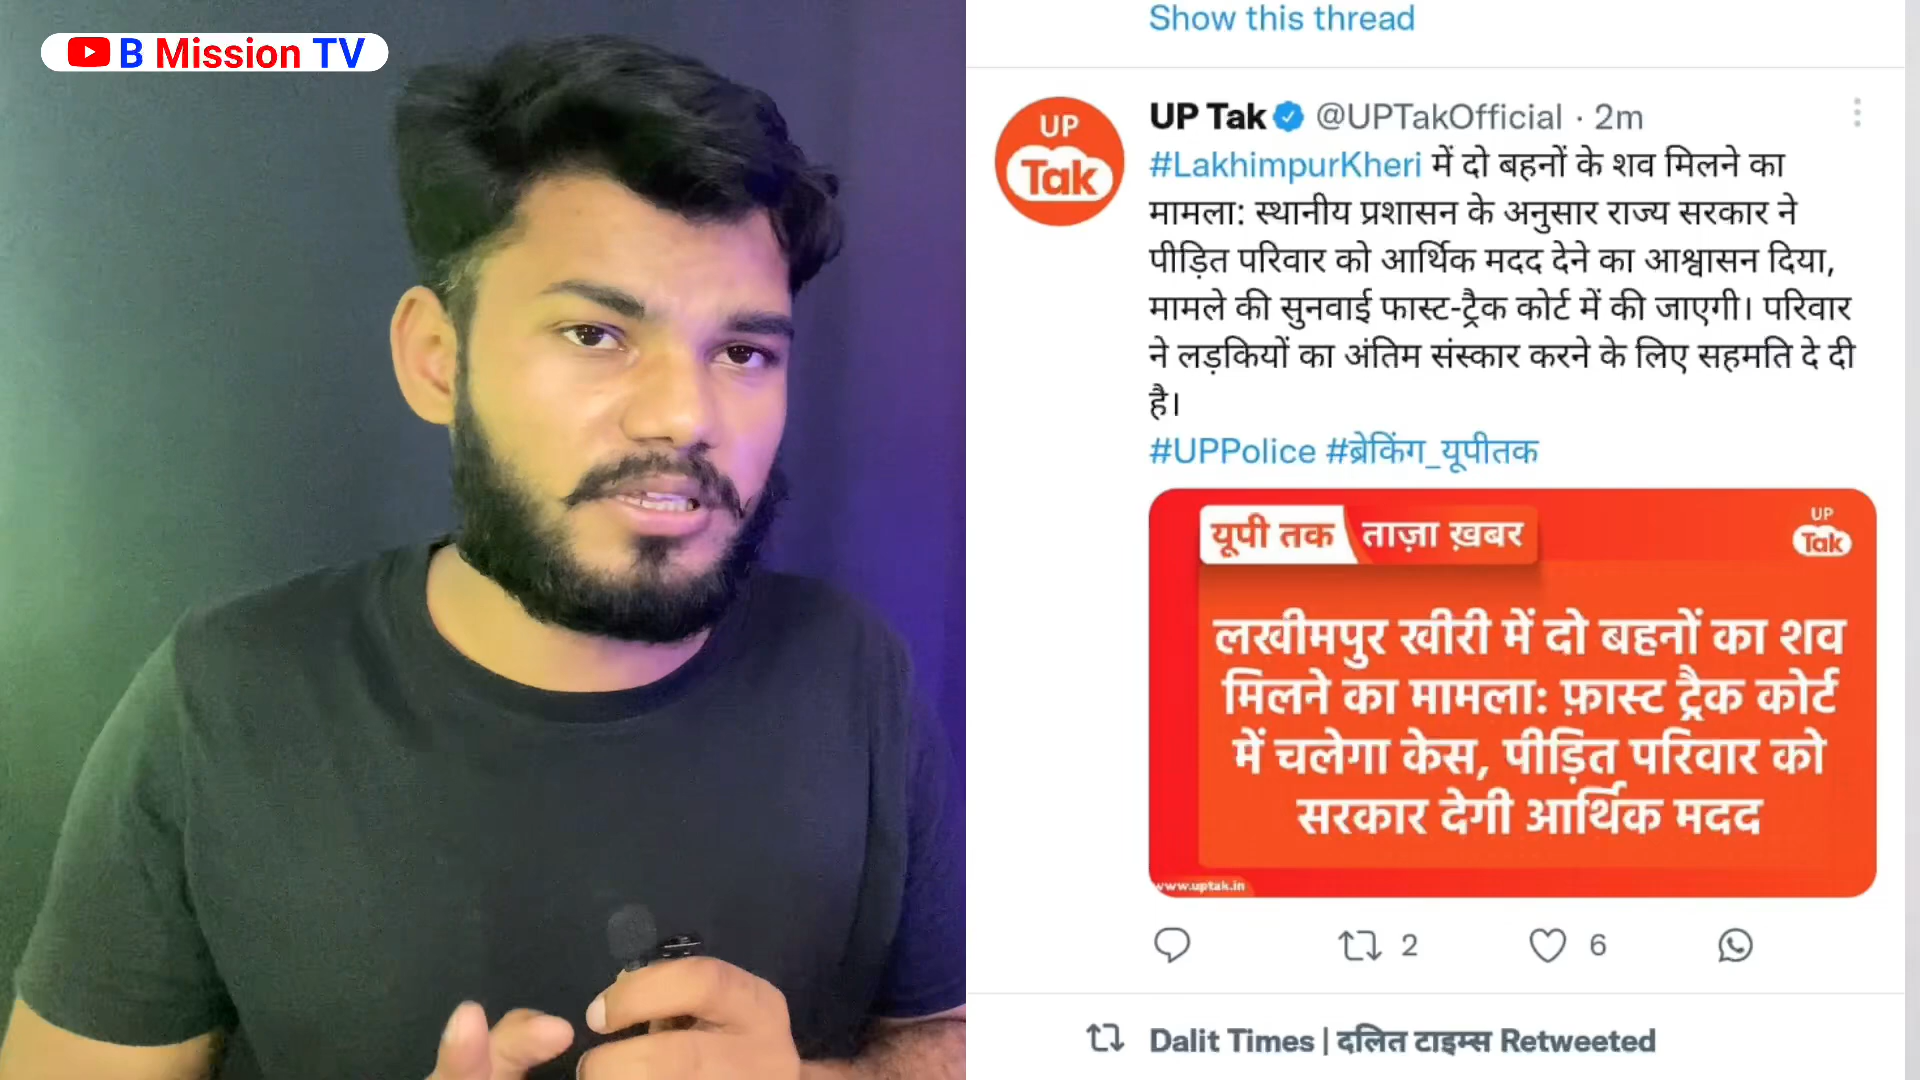 B Mission TV
Show this thread
UP Tak @UPTakOfficial · 2m
#LakhimpurKheri में दो बहनों के शव मिलने का
मामला: स्थानीय प्रशासन के अनुसार राज्य सरकार ने
पीड़ित परिवार को आर्थिक मदद देने का आश्वासन दिया,
मामले की सुनवाई फास्ट-ट्रैक कोर्ट में की जाएगी। परिवार
ने लड़कियों का अंतिम संस्कार करने के लिए सहमति दे दी
है।
#UPPolice #ब्रेकिंग_यूपीतक
UP
Tak
यूपी तक ताज़ा ख़बर
UP
Tak
लखीमपुर खीरी में दो बहनों का शव
मिलने का मामला: फ़ास्ट ट्रैक कोर्ट
में चलेगा केस, पीड़ित परिवार को
सरकार देगी आर्थिक मदद
www.uptak.in
2 6
Dalit Times | दलित टाइम्स Retweeted